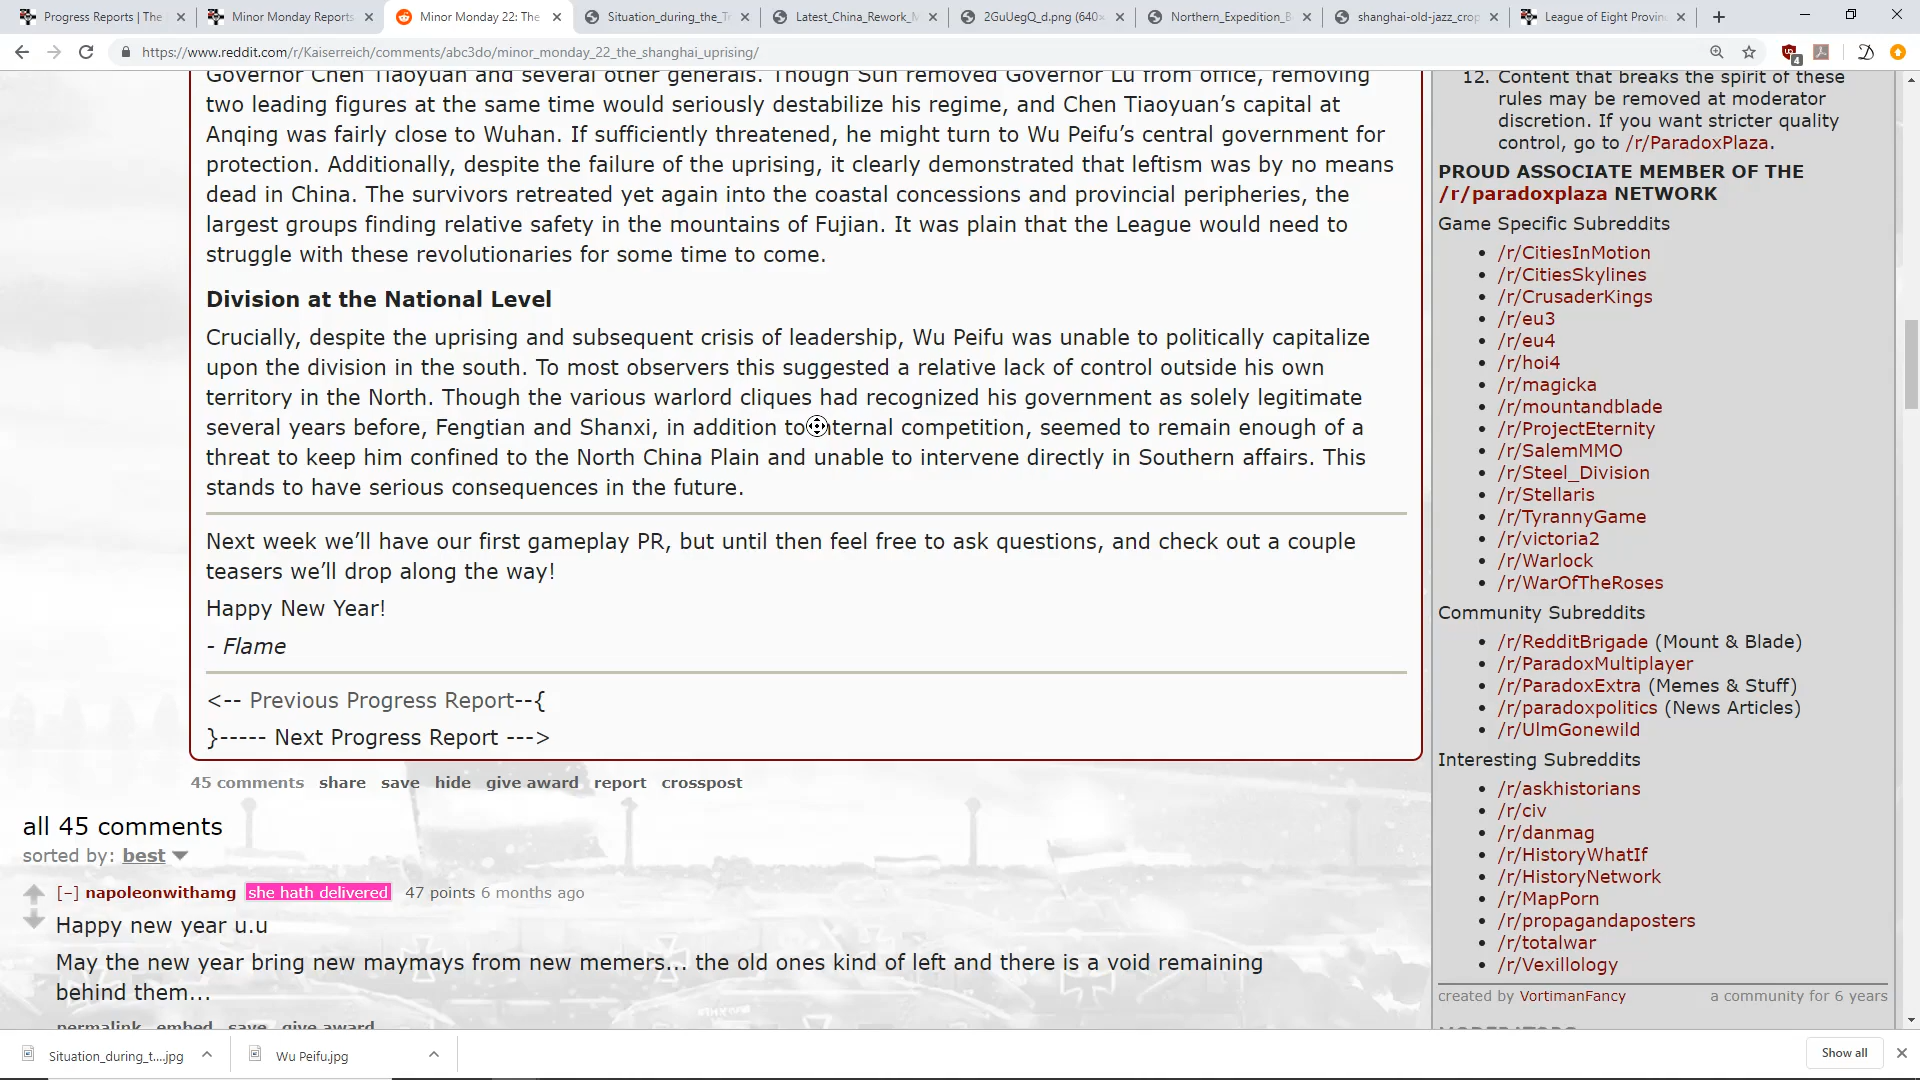 Progress Reports | The
Minor Monday Reports
Minor Monday 22: The
Situation_during_the_T
Latest_China_Rework_
2GuUegQ_d.png (640×
Northern_Expedition_B
shanghai-old-jazz_crop
League of Eight Provin
https://www.reddit.com/r/Kaiserreich/comments/abc3do/minor_monday_22_the_shanghai_uprising/
4
Governor Chen Tiaoyuan and several other generals. Though Sun removed Governor Lu from office, removing
two leading figures at the same time would seriously destabilize his regime, and Chen Tiaoyuan’s capital at
Anqing was fairly close to Wuhan. If sufficiently threatened, he might turn to Wu Peifu’s central government for
protection. Additionally, despite the failure of the uprising, it clearly demonstrated that leftism was by no means
dead in China. The survivors retreated yet again into the coastal concessions and provincial peripheries, the
largest groups finding relative safety in the mountains of Fujian. It was plain that the League would need to
struggle with these revolutionaries for some time to come.
Division at the National Level
Crucially, despite the uprising and subsequent crisis of leadership, Wu Peifu was unable to politically capitalize
upon the division in the south. To most observers this suggested a relative lack of control outside his own
territory in the North. Though the various warlord cliques had recognized his government as solely legitimate
several years before, Fengtian and Shanxi, in addition to internal competition, seemed to remain enough of a
threat to keep him confined to the North China Plain and unable to intervene directly in Southern affairs. This
stands to have serious consequences in the future.
Next week we’ll have our first gameplay PR, but until then feel free to ask questions, and check out a couple
teasers we’ll drop along the way!
Happy New Year!
- Flame
<-- Previous Progress Report--{
}----- Next Progress Report --->
45 comments share save hide give award report crosspost
all 45 comments
sorted by: best
[–] napoleonwithamg she hath delivered 47 points 6 months ago
Happy new year u.u
May the new year bring new maymays from new memers... the old ones kind of left and there is a void remaining
behind them...
permalink embed save give award
12. Content that breaks the spirit of these
rules may be removed at moderator
discretion. If you want stricter quality
control, go to /r/ParadoxPlaza.
PROUD ASSOCIATE MEMBER OF THE
/r/paradoxplaza NETWORK
Game Specific Subreddits
/r/CitiesInMotion
/r/CitiesSkylines
/r/CrusaderKings
/r/eu3
/r/eu4
/r/hoi4
/r/magicka
/r/mountandblade
/r/ProjectEternity
/r/SalemMMO
/r/Steel_Division
/r/Stellaris
/r/TyrannyGame
/r/victoria2
/r/Warlock
/r/WarOfTheRoses
Community Subreddits
/r/RedditBrigade (Mount & Blade)
/r/ParadoxMultiplayer
/r/ParadoxExtra (Memes & Stuff)
/r/paradoxpolitics (News Articles)
/r/UlmGonewild
Interesting Subreddits
/r/askhistorians
/r/civ
/r/danmag
/r/HistoryWhatIf
/r/HistoryNetwork
/r/MapPorn
/r/propagandaposters
/r/totalwar
/r/Vexillology
created by VortimanFancy a community for 6 years
MODERATORS
Situation_during_t....jpg
Wu Peifu.jpg
Show all